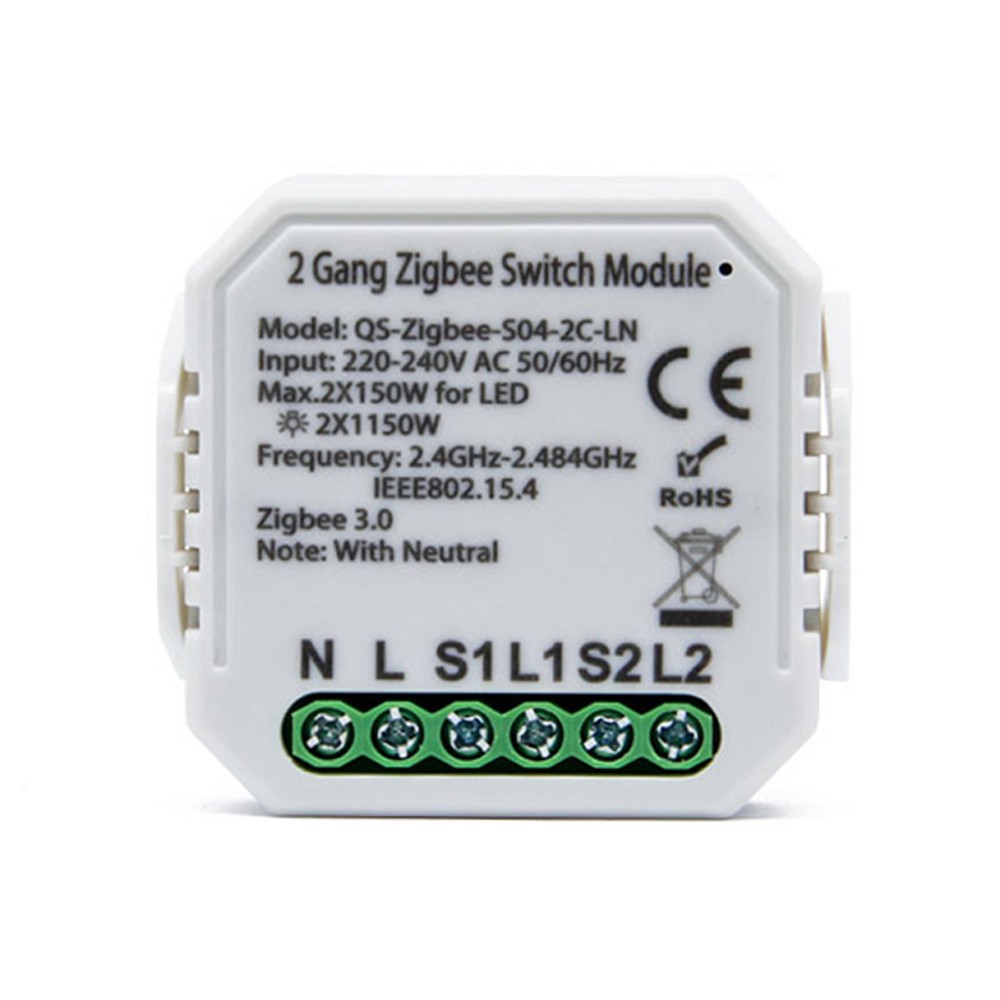 2 Gang Zigbee Switch Module
Model: QS-Zigbee-S04-2C-LN
Input: 220-240V AC 50/60Hz
Max.2X150W for LED
2X1150W
Frequency: 2.4GHz-2.484GHz
IEEE802.15.4
Zigbee 3.0
Note: With Neutral
CE
RoHS
N L S1 L1 S2 L2